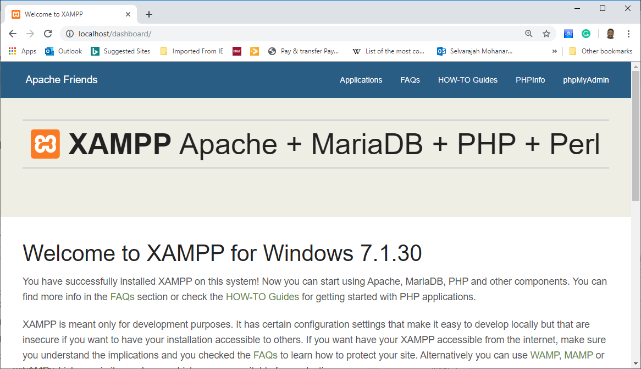 Welcome to XAMPP
localhost/dashboard/
Apps Outlook Suggested Sites Imported From IE Pay & transfer Pay... W List of the most co... Selvarajah Mohanar... » Other bookmarks
Apache Friends Applications FAQs HOW-TO Guides PHPInfo phpMyAdmin
XAMPP Apache + MariaDB + PHP + Perl
Welcome to XAMPP for Windows 7.1.30
You have successfully installed XAMPP on this system! Now you can start using Apache, MariaDB, PHP and other components. You can
find more info in the FAQs section or check the HOW-TO Guides for getting started with PHP applications.
XAMPP is meant only for development purposes. It has certain configuration settings that make it easy to develop locally but that are
insecure if you want to have your installation accessible to others. If you want have your XAMPP accessible from the internet, make sure
you understand the implications and you checked the FAQs to learn how to protect your site. Alternatively you can use WAMP, MAMP or